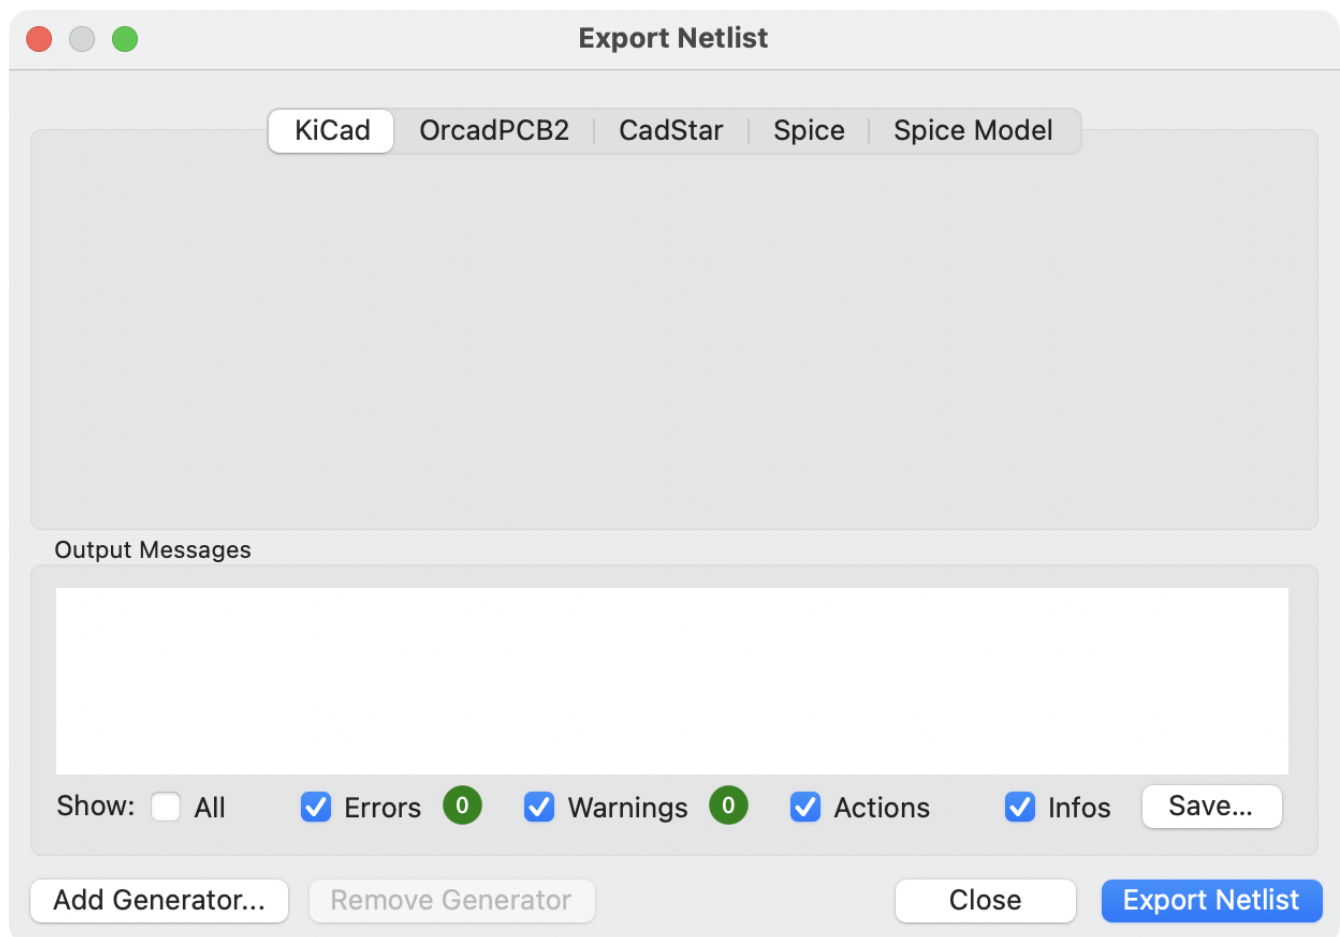 Export Netlist
KiCad OrcadPCB2 CadStar Spice Spice Model
Output Messages
Show: All Errors 0 Warnings 0 Actions Infos Save...
Add Generator... Remove Generator Close Export Netlist